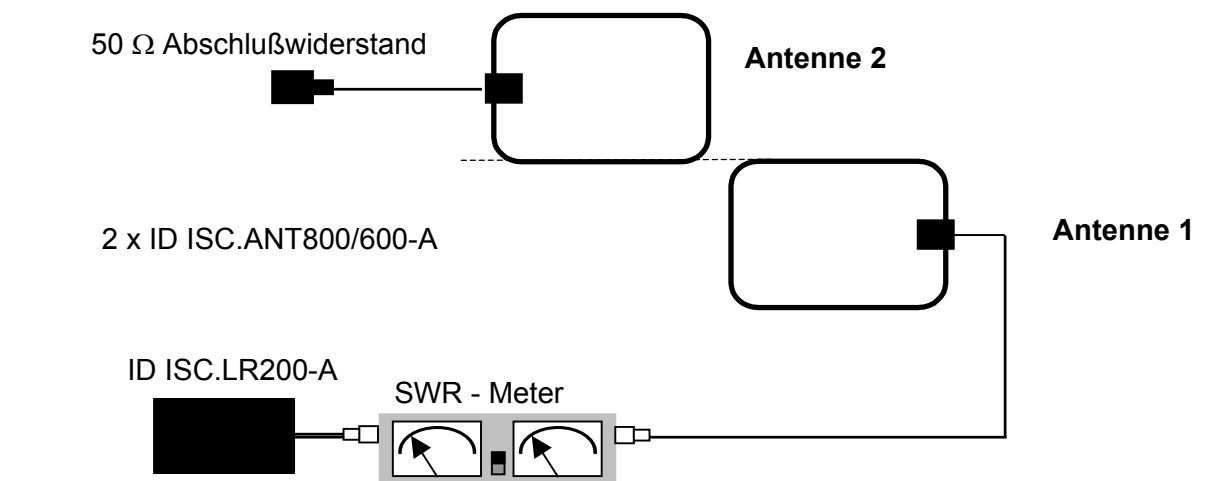 50 Ω Abschlußwiderstand
Antenne 2
2 x ID ISC.ANT800/600-A
Antenne 1
ID ISC.LR200-A
SWR - Meter